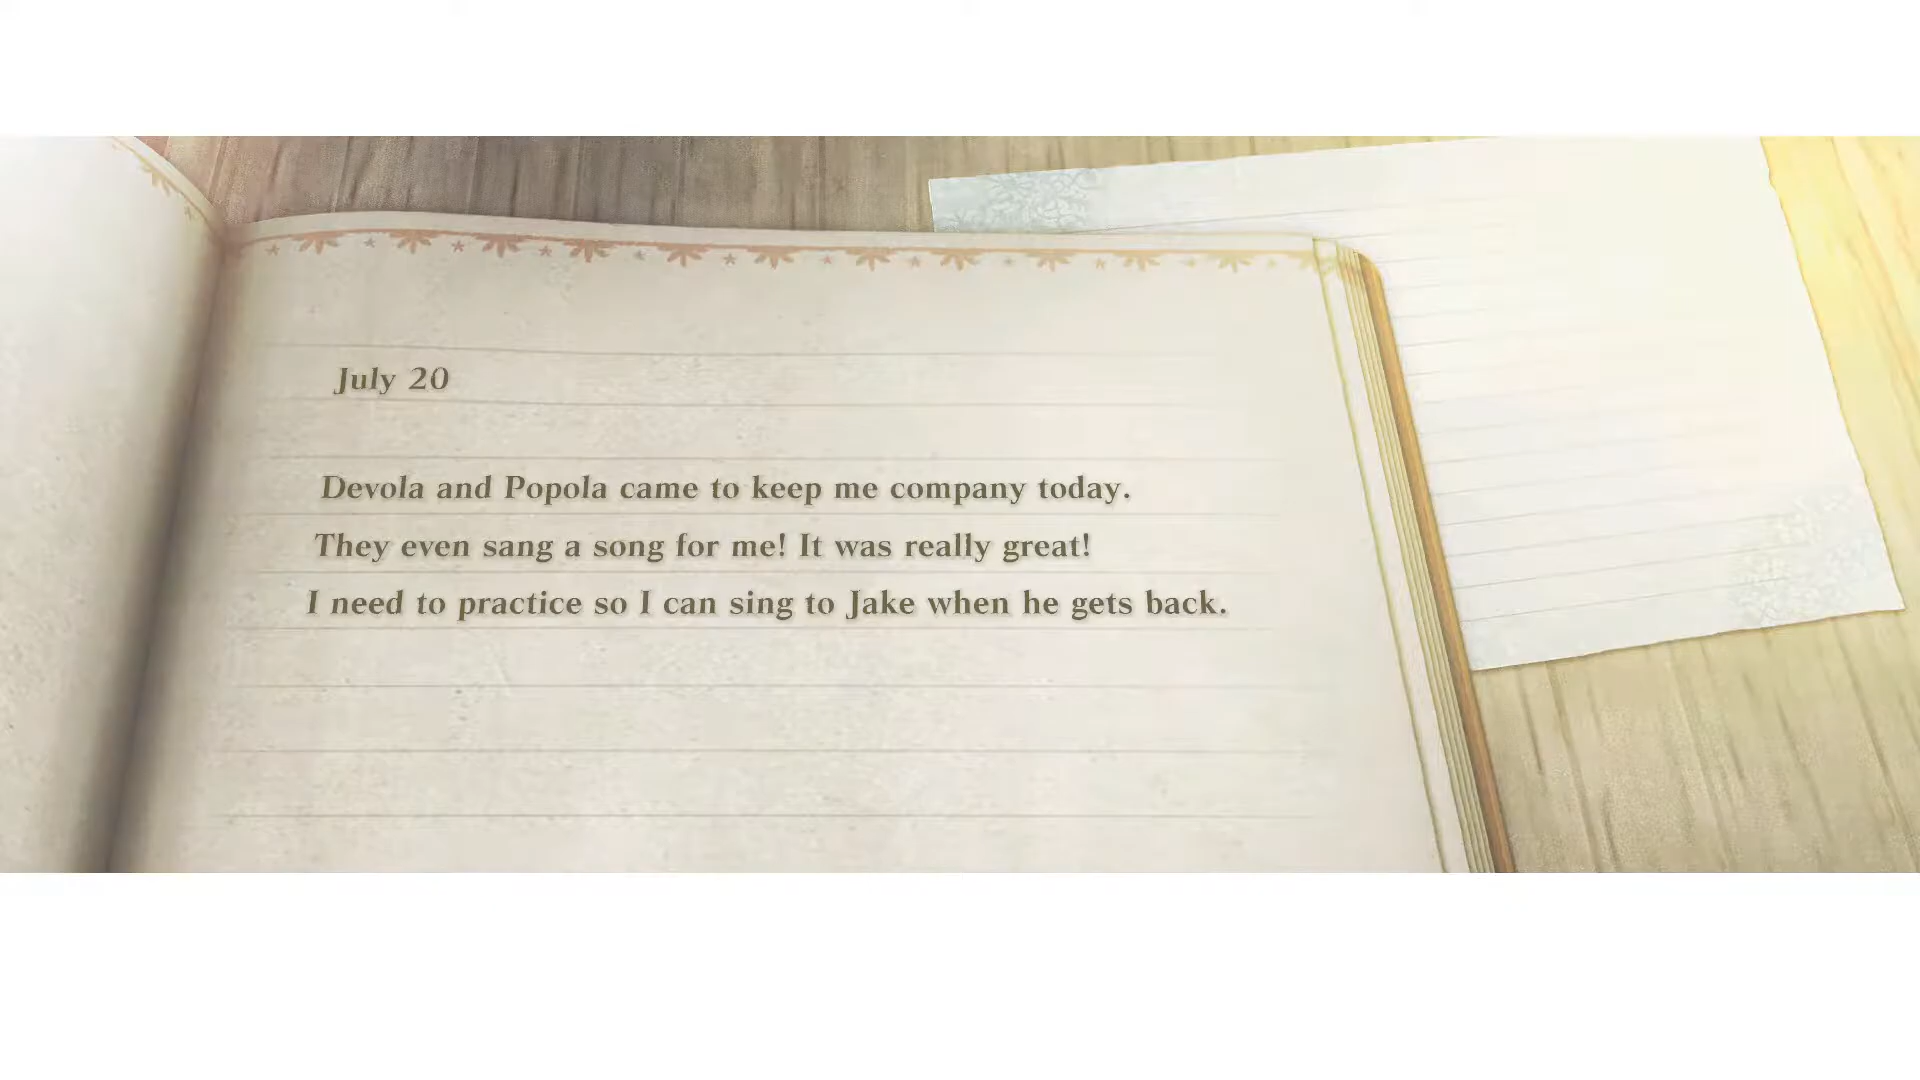 July 20
Devola and Popola came to keep me company today.
They even sang a song for me! It was really great!
I need to practice so I can sing to Jake when he gets back.